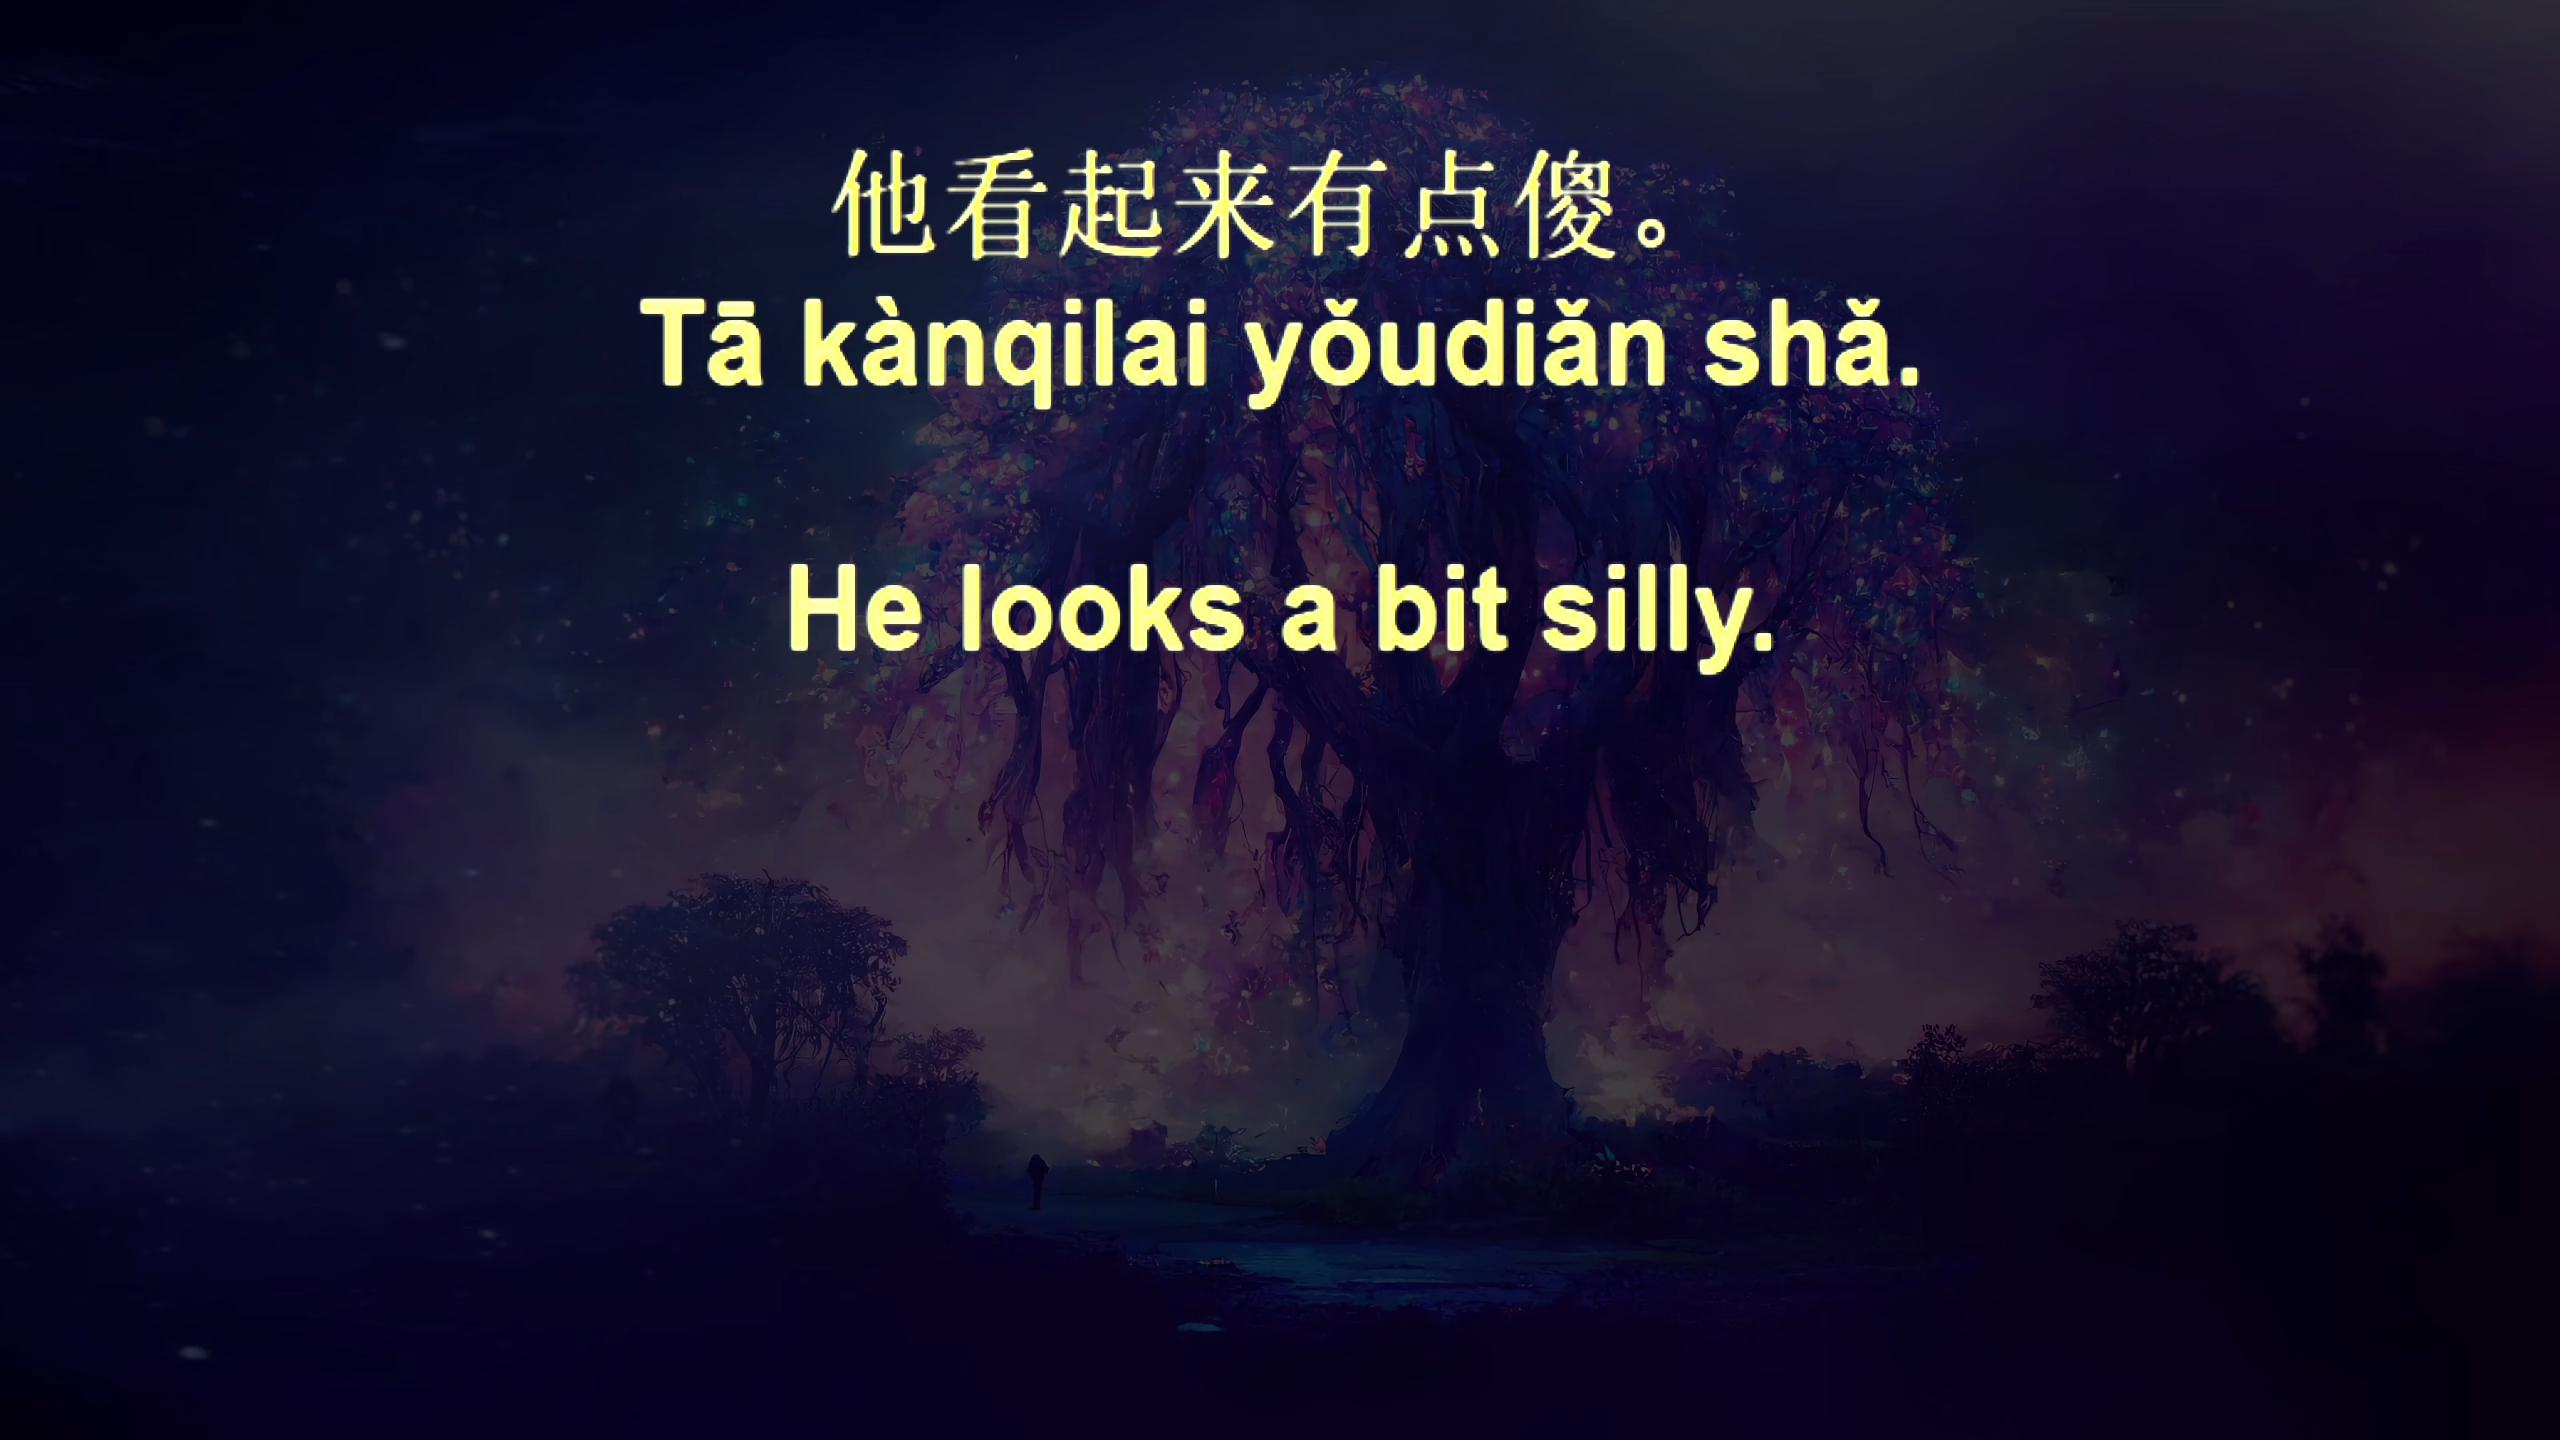 他看起来有点傻。
Tā kànqilai yǒudiǎn shǎ.
He looks a bit silly.